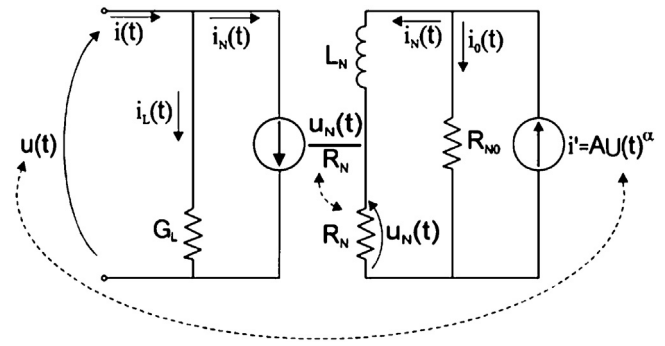 i(t)
i_N(t)
i_N(t)
i_0(t)
L_N
i_L(t)
u(t)
u_N(t)
R_N
R_N0
i'=AU(t)^α
G_L
R_N
u_N(t)